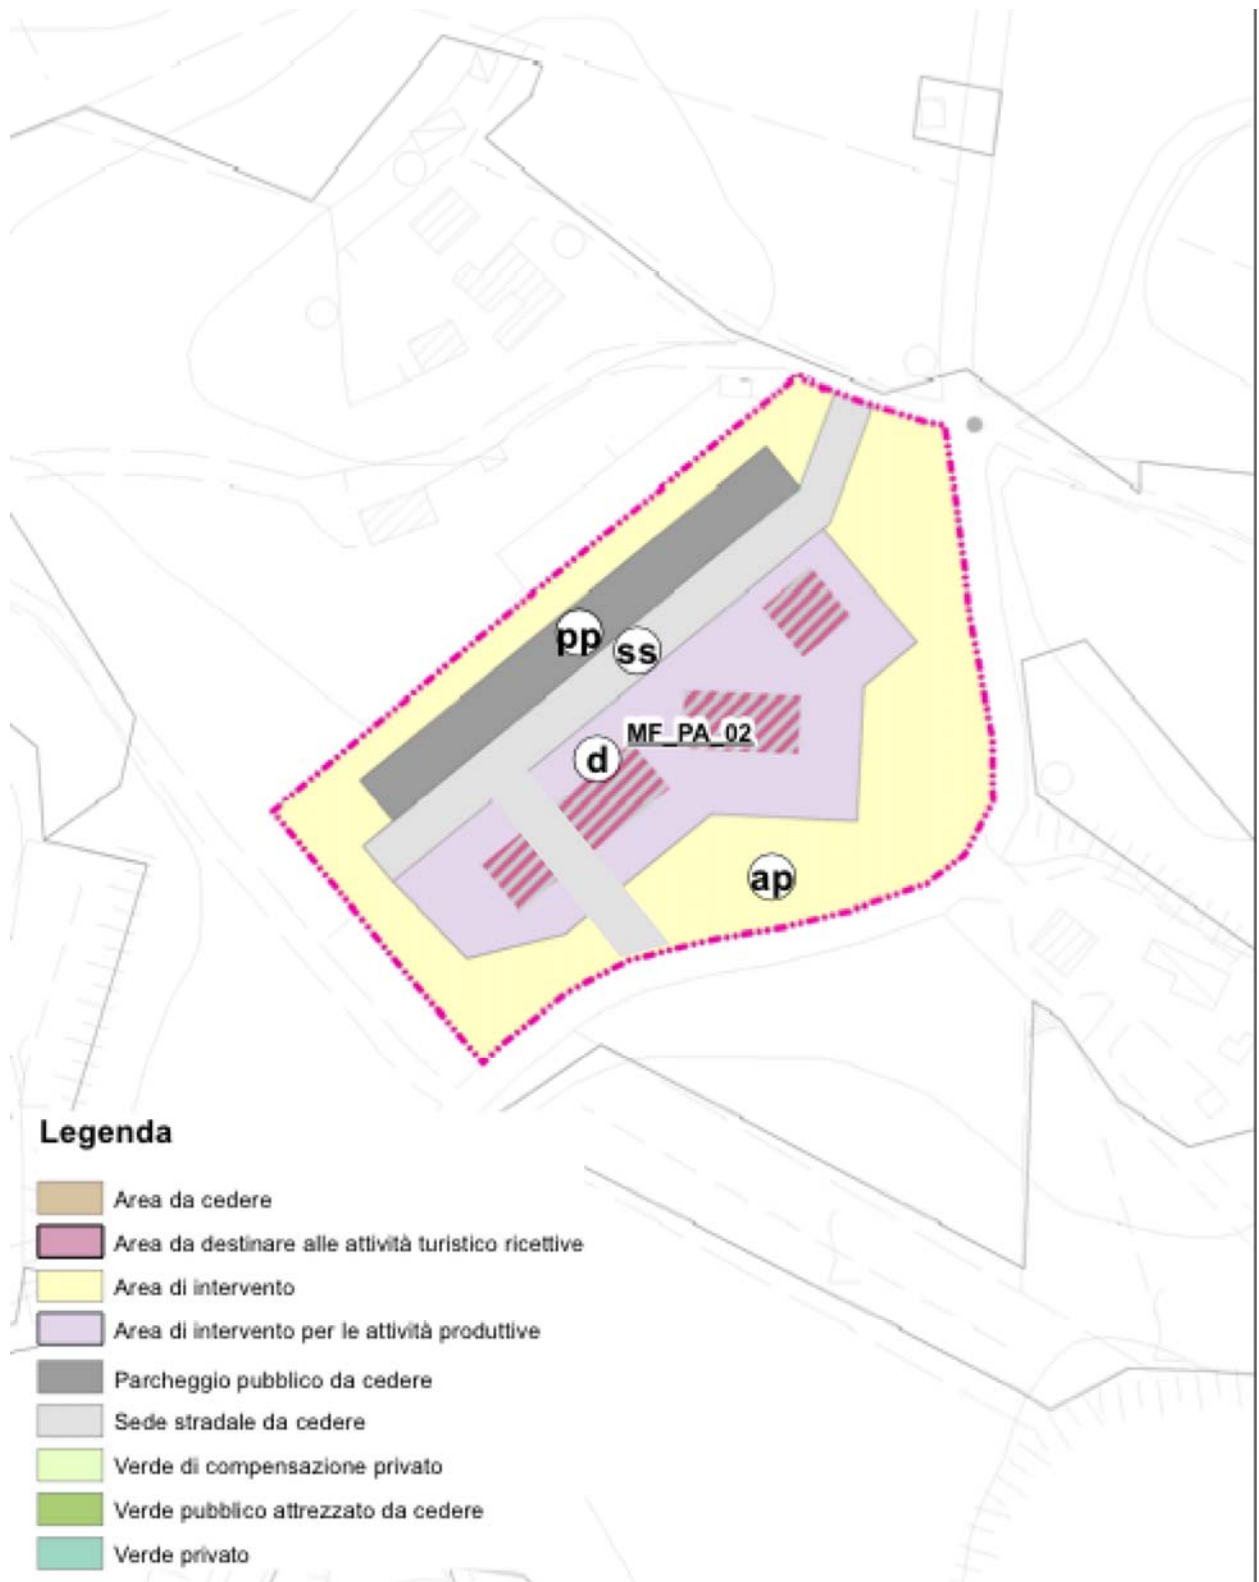 pp
ss
MF_PA_02
d
ap
Legenda
Area da cedere
Area da destinare alle attività turistico ricettive
Area di intervento
Area di intervento per le attività produttive
Parcheggio pubblico da cedere
Sede stradale da cedere
Verde di compensazione privato
Verde pubblico attrezzato da cedere
Verde privato